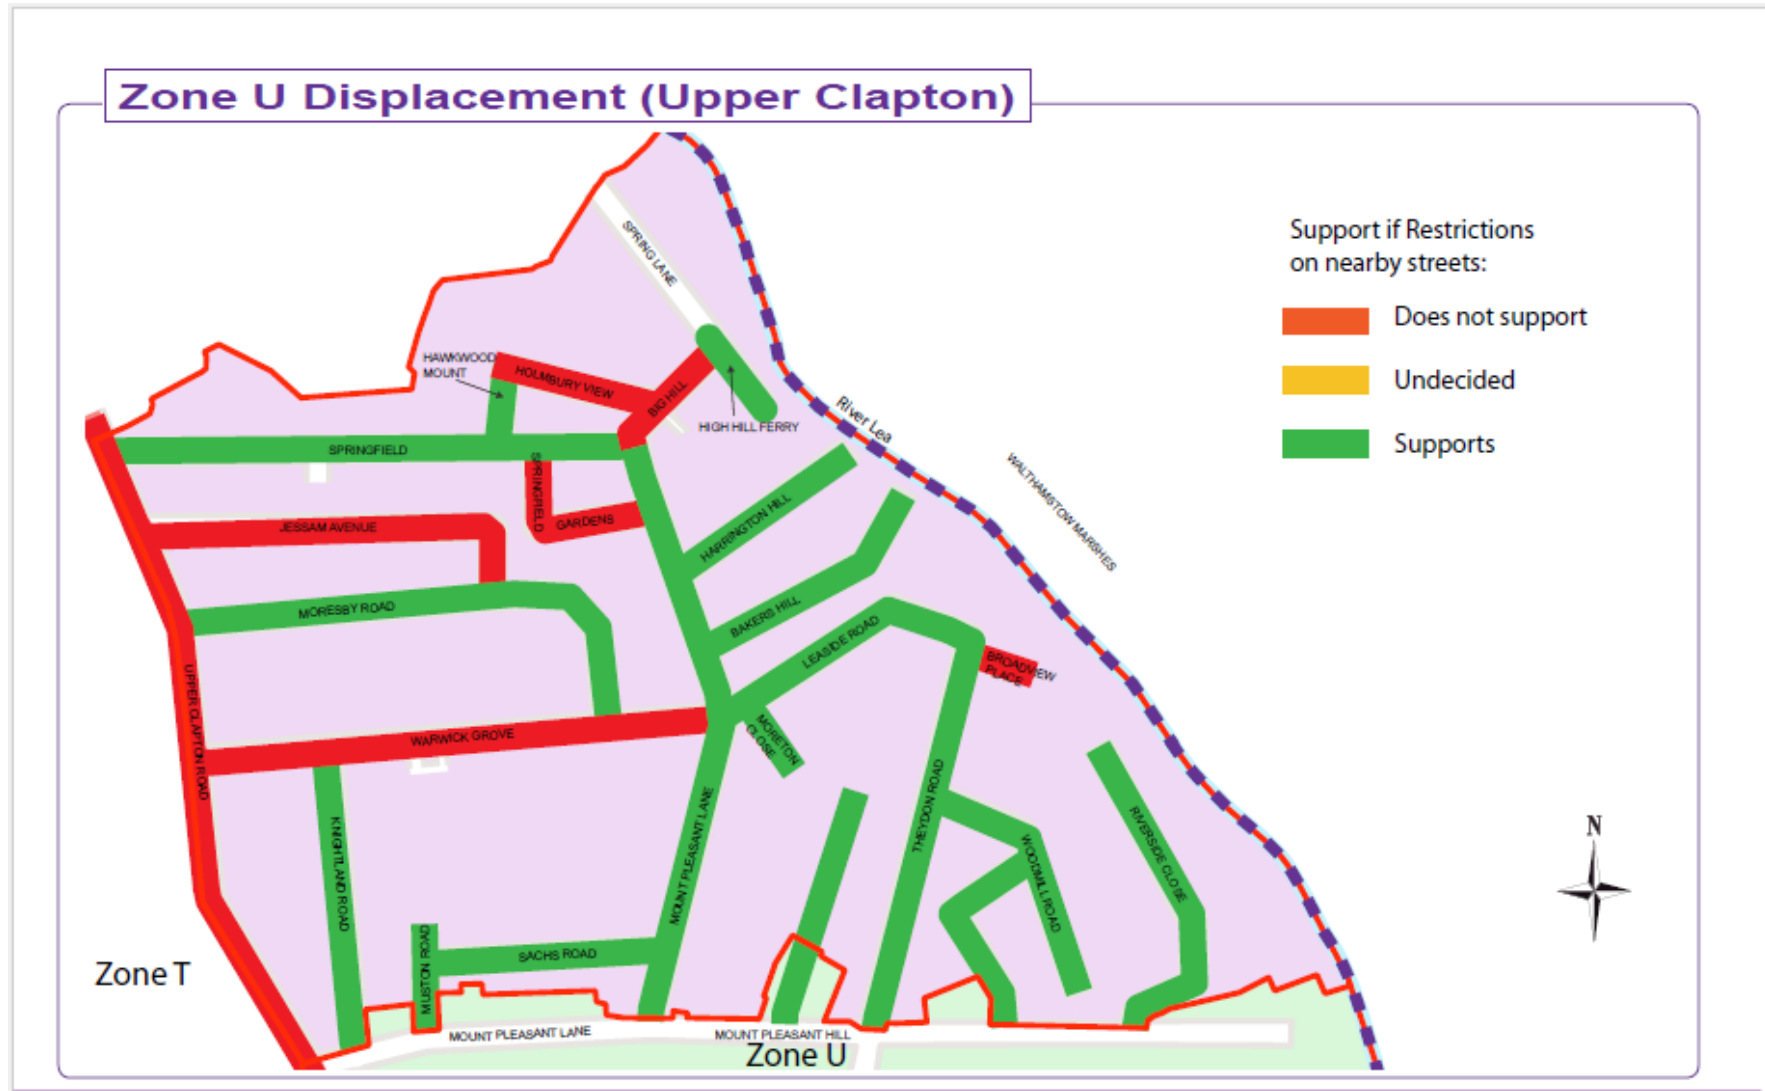 Zone U Displacement (Upper Clapton)
SPRING LANE
Support if Restrictions
on nearby streets:
Does not support
Undecided
Supports
HAWKWOOD
MOUNT
HOLMBURY VIEW
BIG HILL
HIGH HILL FERRY
River Lea
WALTHAMSTOW MARSHES
SPRINGFIELD
SPRINGFIELD
GARDENS
JESSAM AVENUE
HARRINGTON HILL
MORESBY ROAD
BAKERS HILL
LEASIDE ROAD
BROADVIEW
PLACE
UPPER CLAPTON ROAD
WARWICK GROVE
MORETON
CLOSE
KNIGHTLAND ROAD
MOUNT PLEASANT LANE
THEYDON ROAD
WOODMILL ROAD
RIVERSIDE CLOSE
N
MUSTON ROAD
SACHS ROAD
Zone T
MOUNT PLEASANT LANE
MOUNT PLEASANT HILL
Zone U